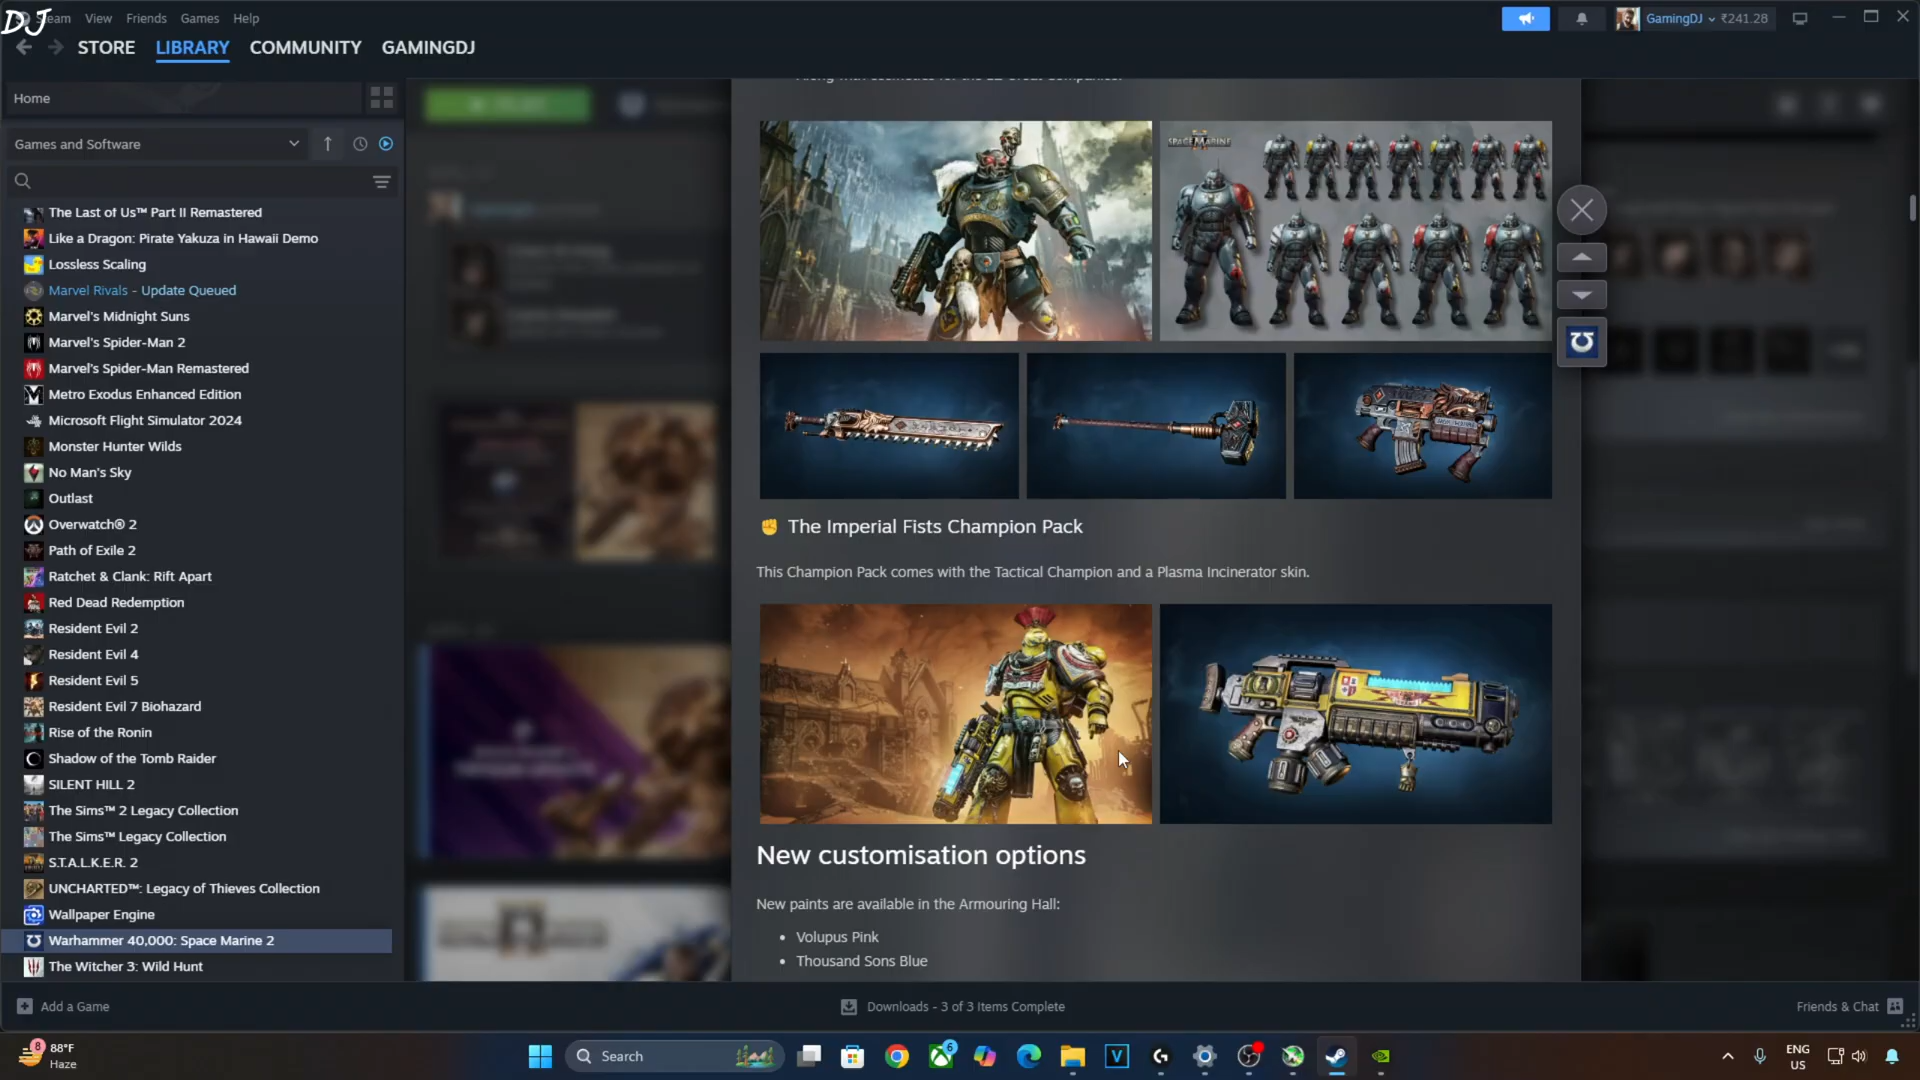 DJ
Steam View Friends Games Help
GamingDJ ₹241.28
STORE LIBRARY COMMUNITY GAMINGDJ
Home
Games and Software
The Last of Us™ Part II Remastered
Like a Dragon: Pirate Yakuza in Hawaii Demo
Lossless Scaling
Marvel Rivals - Update Queued
Marvel's Midnight Suns
Marvel's Spider-Man 2
Marvel's Spider-Man Remastered
Metro Exodus Enhanced Edition
Microsoft Flight Simulator 2024
Monster Hunter Wilds
No Man's Sky
Outlast
Overwatch® 2
Path of Exile 2
Ratchet & Clank: Rift Apart
Red Dead Redemption
Resident Evil 2
Resident Evil 4
Resident Evil 5
Resident Evil 7 Biohazard
Rise of the Ronin
Shadow of the Tomb Raider
SILENT HILL 2
The Sims™ 2 Legacy Collection
The Sims™ Legacy Collection
S.T.A.L.K.E.R. 2
UNCHARTED™: Legacy of Thieves Collection
Wallpaper Engine
Warhammer 40,000: Space Marine 2
The Witcher 3: Wild Hunt
SPACE MARINE
The Imperial Fists Champion Pack
This Champion Pack comes with the Tactical Champion and a Plasma Incinerator skin.
New customisation options
New paints are available in the Armouring Hall:
• Volupus Pink
• Thousand Sons Blue
Add a Game
Downloads - 3 of 3 Items Complete
Friends & Chat
8
88°F
Haze
Search
6
ENG
US